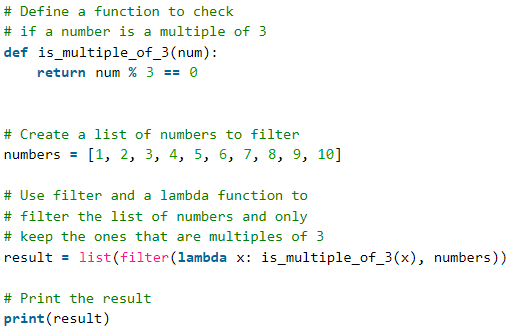 # Define a function to check
# if a number is a multiple of 3
def is_multiple_of_3(num):
    return num % 3 == 0
# Create a list of numbers to filter
numbers = [1, 2, 3, 4, 5, 6, 7, 8, 9, 10]
# Use filter and a lambda function to
# filter the list of numbers and only
# keep the ones that are multiples of 3
result = list(filter(lambda x: is_multiple_of_3(x), numbers))
# Print the result
print(result)